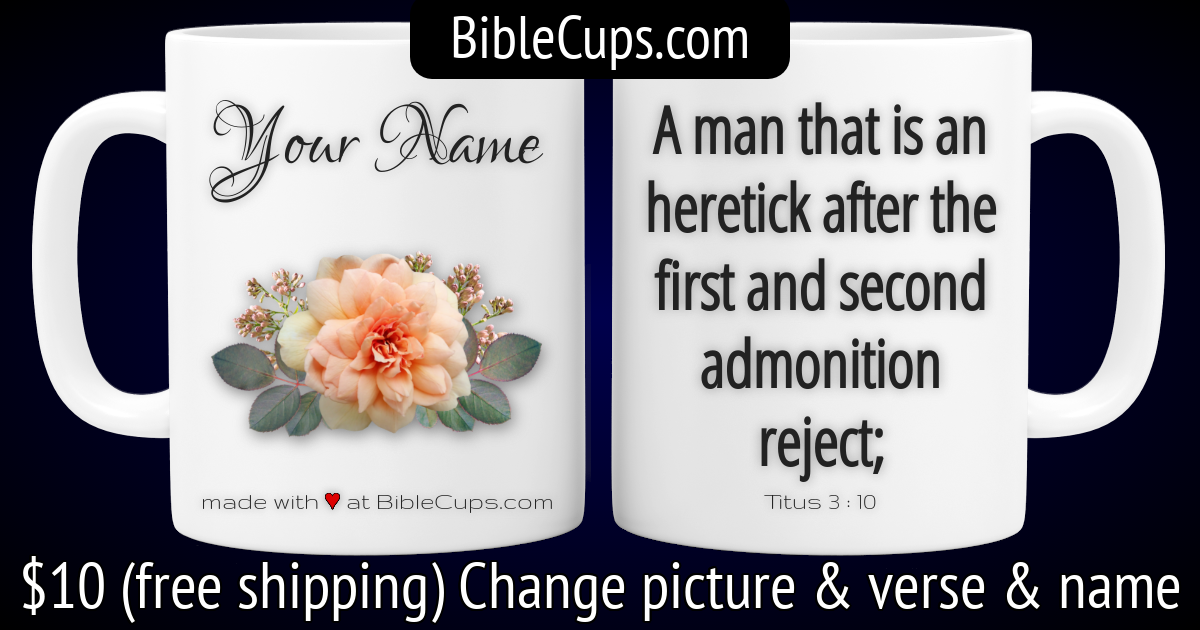 BibleCups.com
Your Name
made with ♥ at BibleCups.com
A man that is an
heretick after the
first and second
admonition
reject;
Titus 3 : 10
$10 (free shipping) Change picture & verse & name